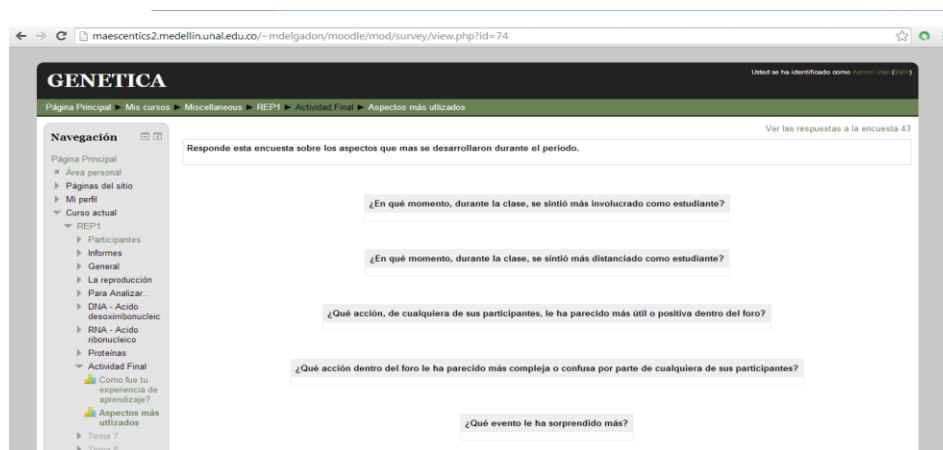 maescentics2.medellin.unal.edu.co/~mdelgadon/moodle/mod/survey/view.php?id=74
GENETICA
Usted se ha identificado como Admin User (Salir)
Página Principal ► Mis cursos ► Miscellaneous ► REP1 ► Actividad Final ► Aspectos más utlizados
Navegación
Página Principal
Área personal
Páginas del sitio
Mi perfil
Curso actual
REP1
Participantes
Informes
General
La reproducción
Para Analizar..
DNA - Acido
desoxirribonucleic
RNA - Acido
ribonucleico
Proteínas
Actividad Final
Como fue tu
experiencia de
aprendizaje?
Aspectos más
utlizados
Tema 7
Tema 8
Ver las respuestas a la encuesta 43
Responde esta encuesta sobre los aspectos que mas se desarrollaron durante el periodo.
¿En qué momento, durante la clase, se sintió más involucrado como estudiante?
¿En qué momento, durante la clase, se sintió más distanciado como estudiante?
¿Qué acción, de cualquiera de sus participantes, le ha parecido más útil o positiva dentro del foro?
¿Qué acción dentro del foro le ha parecido más compleja o confusa por parte de cualquiera de sus participantes?
¿Qué evento le ha sorprendido más?